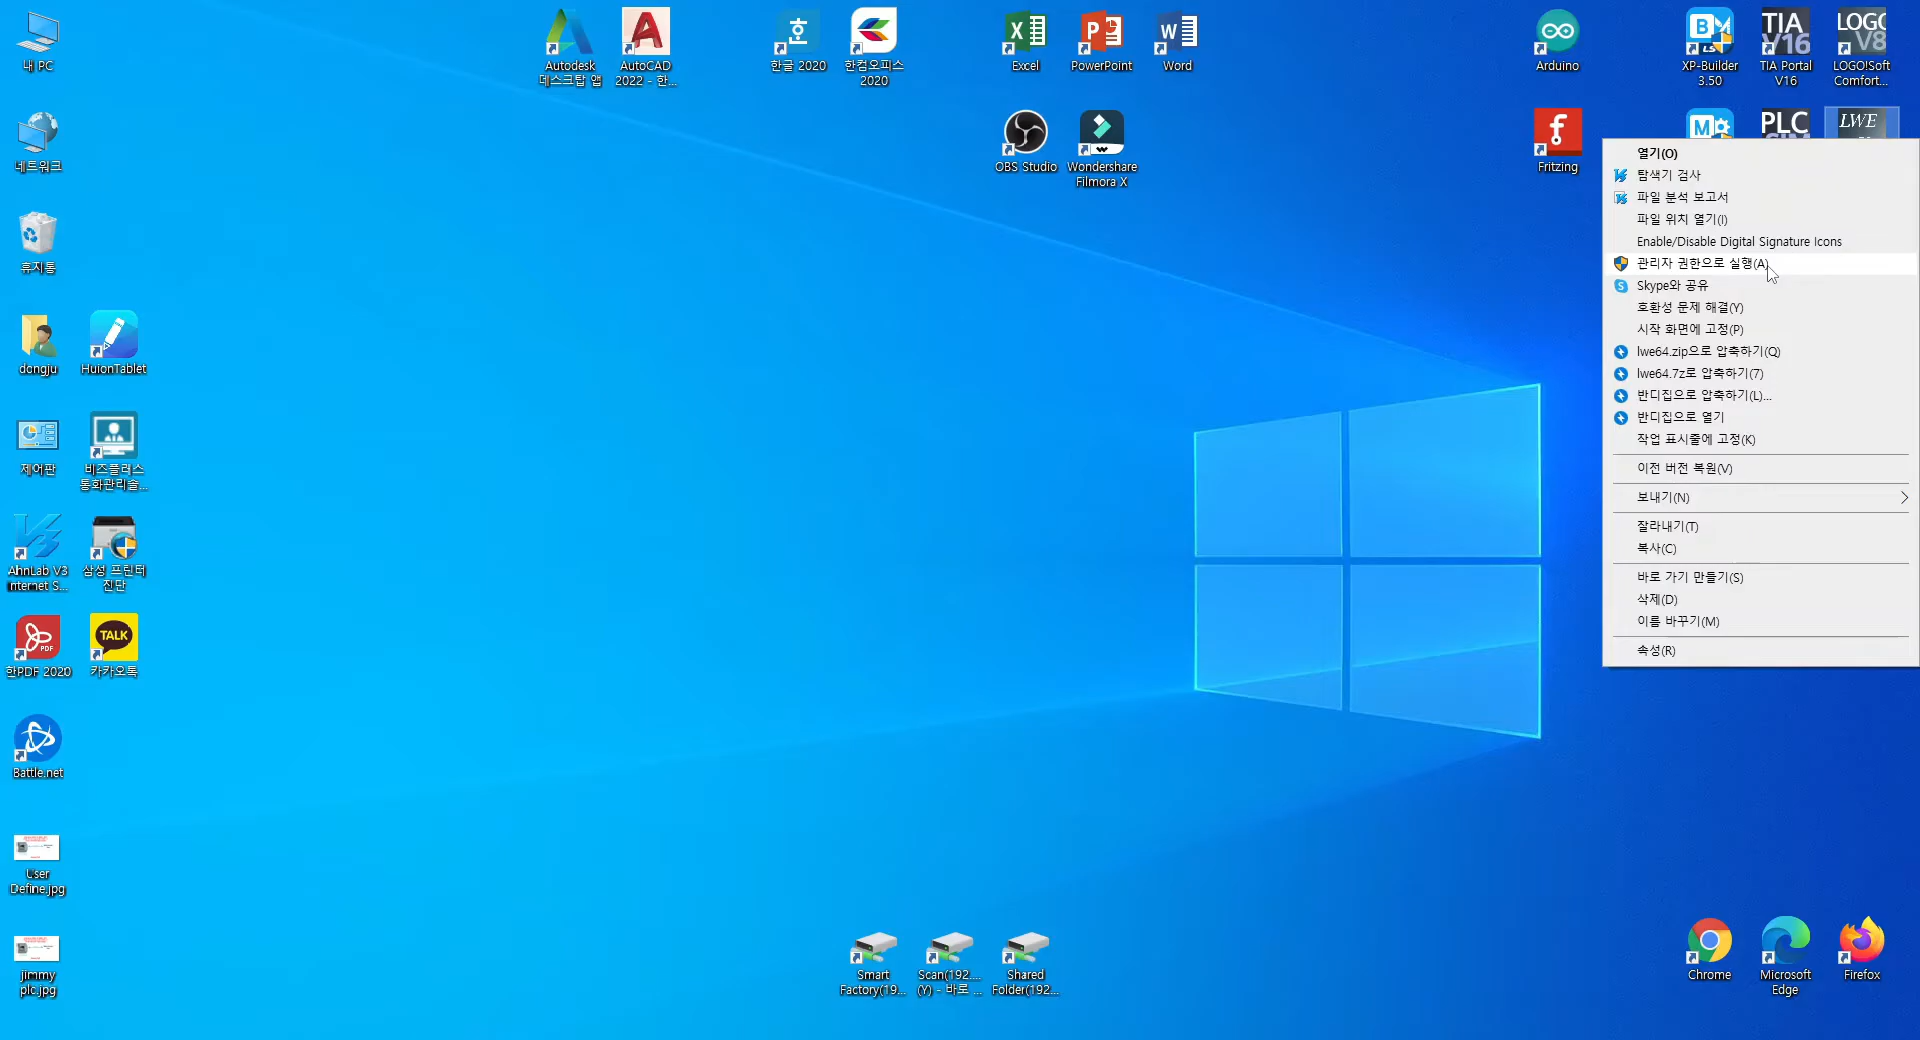 내 PC
네트워크
휴지통
dongju
HuionTablet
제어판
비즈플레스
통화관리솔...
AhnLab V3
nternet S...
삼성 프린터
진단
한PDF 2020
TALK
카카오톡
Battle.net
User
Define.jpg
jimmy
plc.jpg
Autodesk
데스크탑 앱
AutoCAD
2022 - 한...
한글 2020
한컴오피스
2020
Excel
PowerPoint
Word
OBS Studio
Wondershare
Filmora X
Arduino
Fritzing
XP-Builder
3.50
TIA
V16
TIA Portal
V16
LOGO
V8
LOGO!Soft
Comfort...
PLC
LWE
열기(O)
탐색기 검사
파일 분석 보고서
파일 위치 열기(I)
Enable/Disable Digital Signature Icons
관리자 권한으로 실행(A)
Skype와 공유
호환성 문제 해결(Y)
시작 화면에 고정(P)
lwe64.zip으로 압축하기(Q)
lwe64.7z로 압축하기(7)
반디집으로 압축하기(L)...
반디집으로 열기
작업 표시줄에 고정(K)
이전 버전 복원(V)
보내기(N)
잘라내기(T)
복사(C)
바로 가기 만들기(S)
삭제(D)
이름 바꾸기(M)
속성(R)
Smart
Factory(19...
Scan(192....
(Y) - 바로 ...
Shared
Folder(192...
Chrome
Microsoft
Edge
Firefox